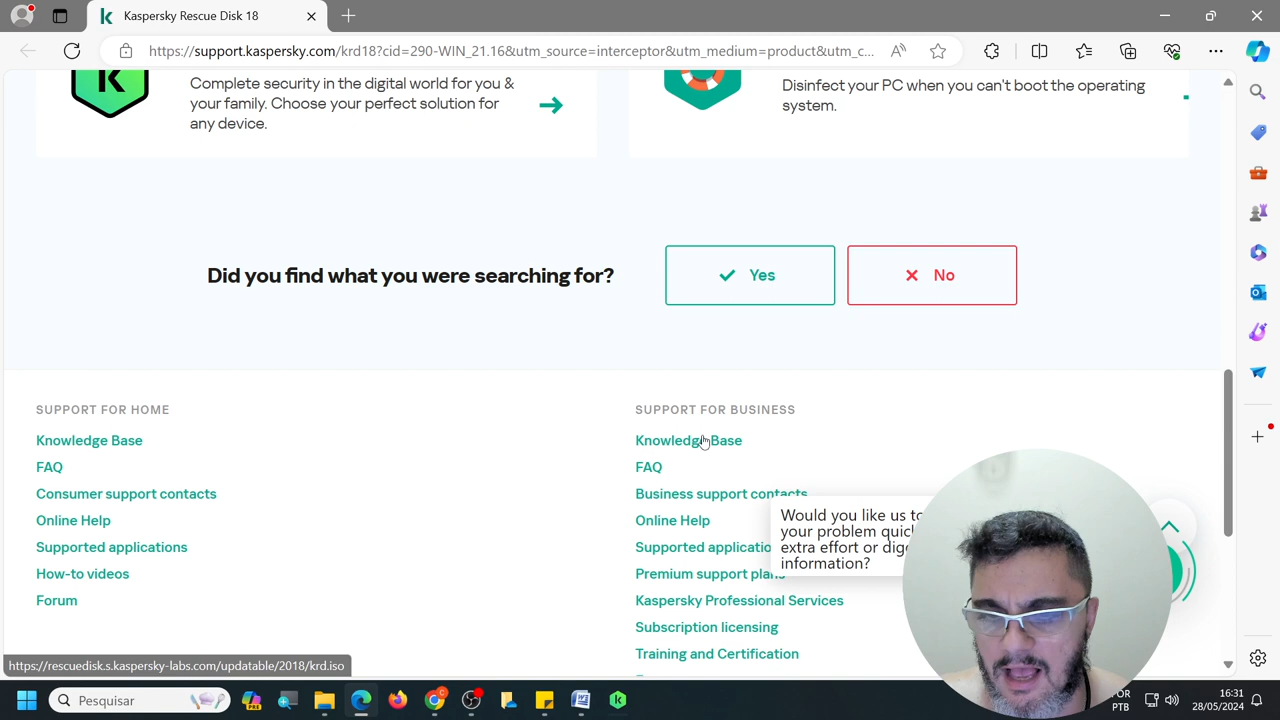 Kaspersky Rescue Disk 18
https://support.kaspersky.com/krd18?cid=290-WIN_21.16&utm_source=interceptor&utm_medium=product&utm_c...
Complete security in the digital world for you &
your family. Choose your perfect solution for
any device.
Disinfect your PC when you can't boot the operating
system.
Did you find what you were searching for?
Yes
No
SUPPORT FOR HOME
Knowledge Base
FAQ
Consumer support contacts
Online Help
Supported applications
How-to videos
Forum
SUPPORT FOR BUSINESS
Knowledge Base
FAQ
Business support contacts
Online Help
Supported applicatio
Premium support plans
Kaspersky Professional Services
Subscription licensing
Training and Certification
Would you like us to
your problem quic
extra effort or dig
information?
https://rescuedisk.s.kaspersky-labs.com/updatable/2018/krd.iso
Pesquisar
POR
PTB
16:31
28/05/2024